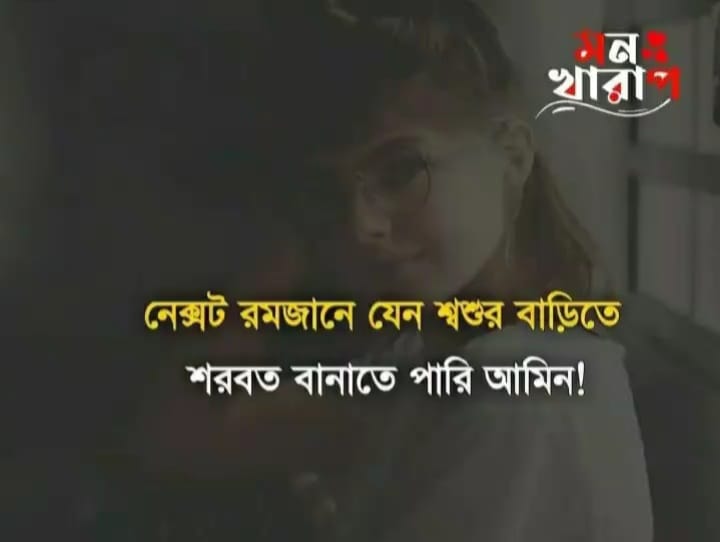 মন
খারাপ
নেক্সট রমজানে যেন শ্বশুর বাড়িতে
শরবত বানাতে পারি আমিন!